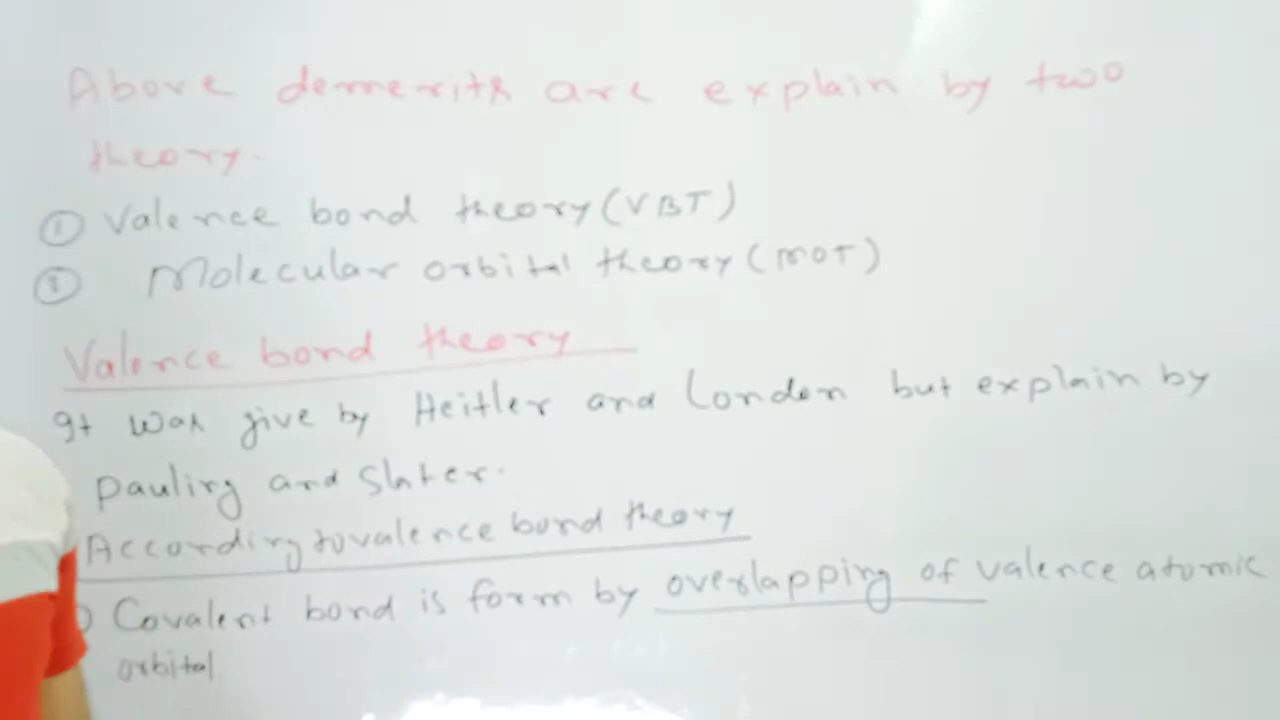 Above demerits are explain by two
theory.
① Valence bond theory (VBT)
② Molecular orbital theory (MOT)
Valence bond theory
It was give by Heitler and London but explain by
Pauling and Slater.
According to valence bond theory
) Covalent bond is form by overlapping of valence atomic
orbital